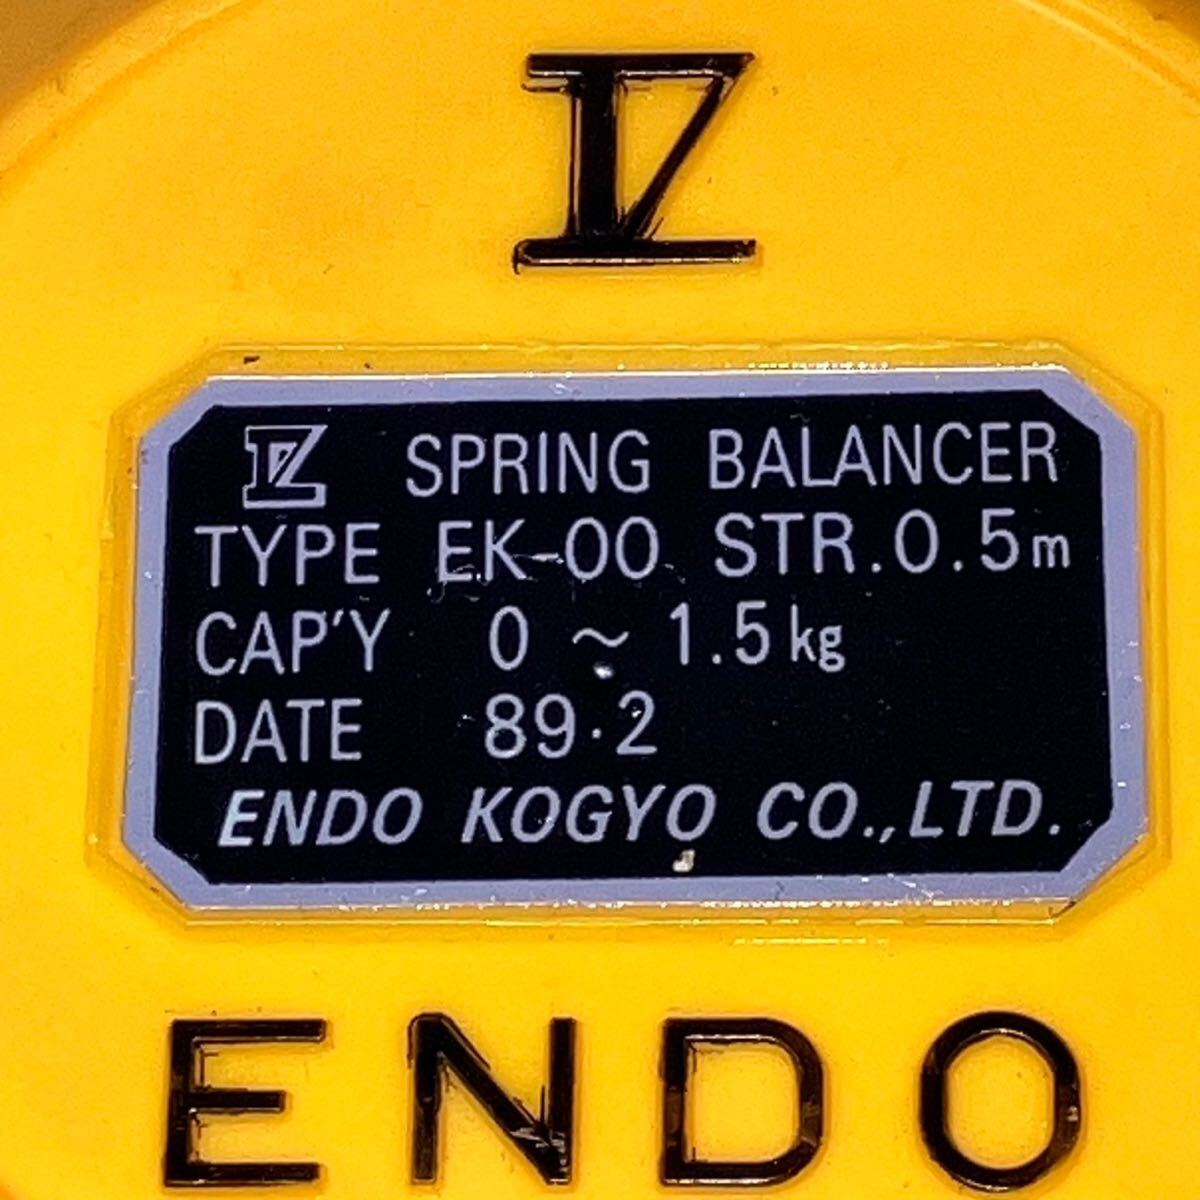 SPRING BALANCER
TYPE EK-00 STR.0.5m
CAP'Y 0 ~ 1.5kg
DATE 89.2
ENDO KOGYO CO.,LTD.
ENDO